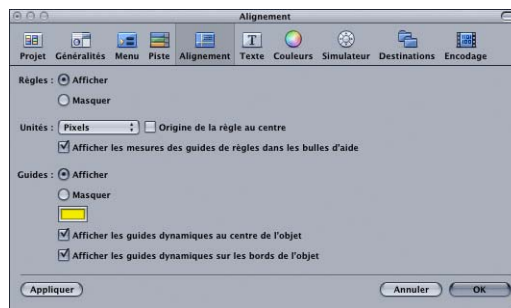 Alignement
Projet Généralités Menu Piste Alignement Texte Couleurs Simulateur Destinations Encodage
Règles : Afficher
Masquer
Unités : Pixels Origine de la règle au centre
Afficher les mesures des guides de règles dans les bulles d'aide
Guides : Afficher
Masquer
Afficher les guides dynamiques au centre de l'objet
Afficher les guides dynamiques sur les bords de l'objet
Appliquer Annuler OK